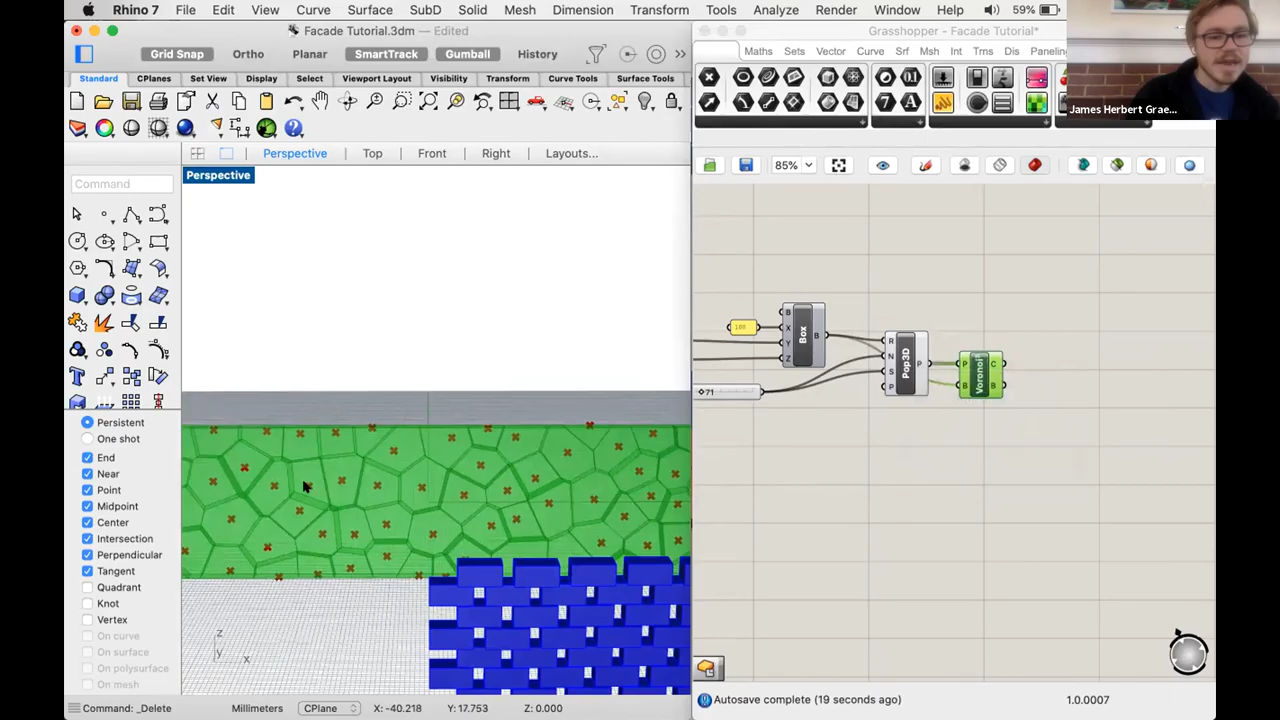 Rhino 7 File Edit View Curve Surface SubD Solid Mesh Dimension Transform Tools Analyze Render Window Help 59%
Facade Tutorial.3dm — Edited
Grasshopper - Facade Tutorial*
Grid Snap Ortho Planar SmartTrack Gumball History
Maths Sets Vector Curve Srf Msh Int Trns Dis Paneling
Standard CPlanes Set View Display Select Viewport Layout Visibility Transform Curve Tools Surface Tools
James Herbert Grae...
Perspective Top Front Right Layouts...
85%
Perspective
Command
B
X
Y
Z
Box
B
100
R
N
S
P
Pop3D
P
P
B
Voronoi³
C
B
71
Persistent
One shot
End
Near
Point
Midpoint
Center
Intersection
Perpendicular
Tangent
Quadrant
Knot
Vertex
On curve
On surface
On polysurface
On mesh
z
y
x
Command: _Delete
Millimeters CPlane X: -40.218 Y: 17.753 Z: 0.000
Autosave complete (19 seconds ago)
1.0.0007